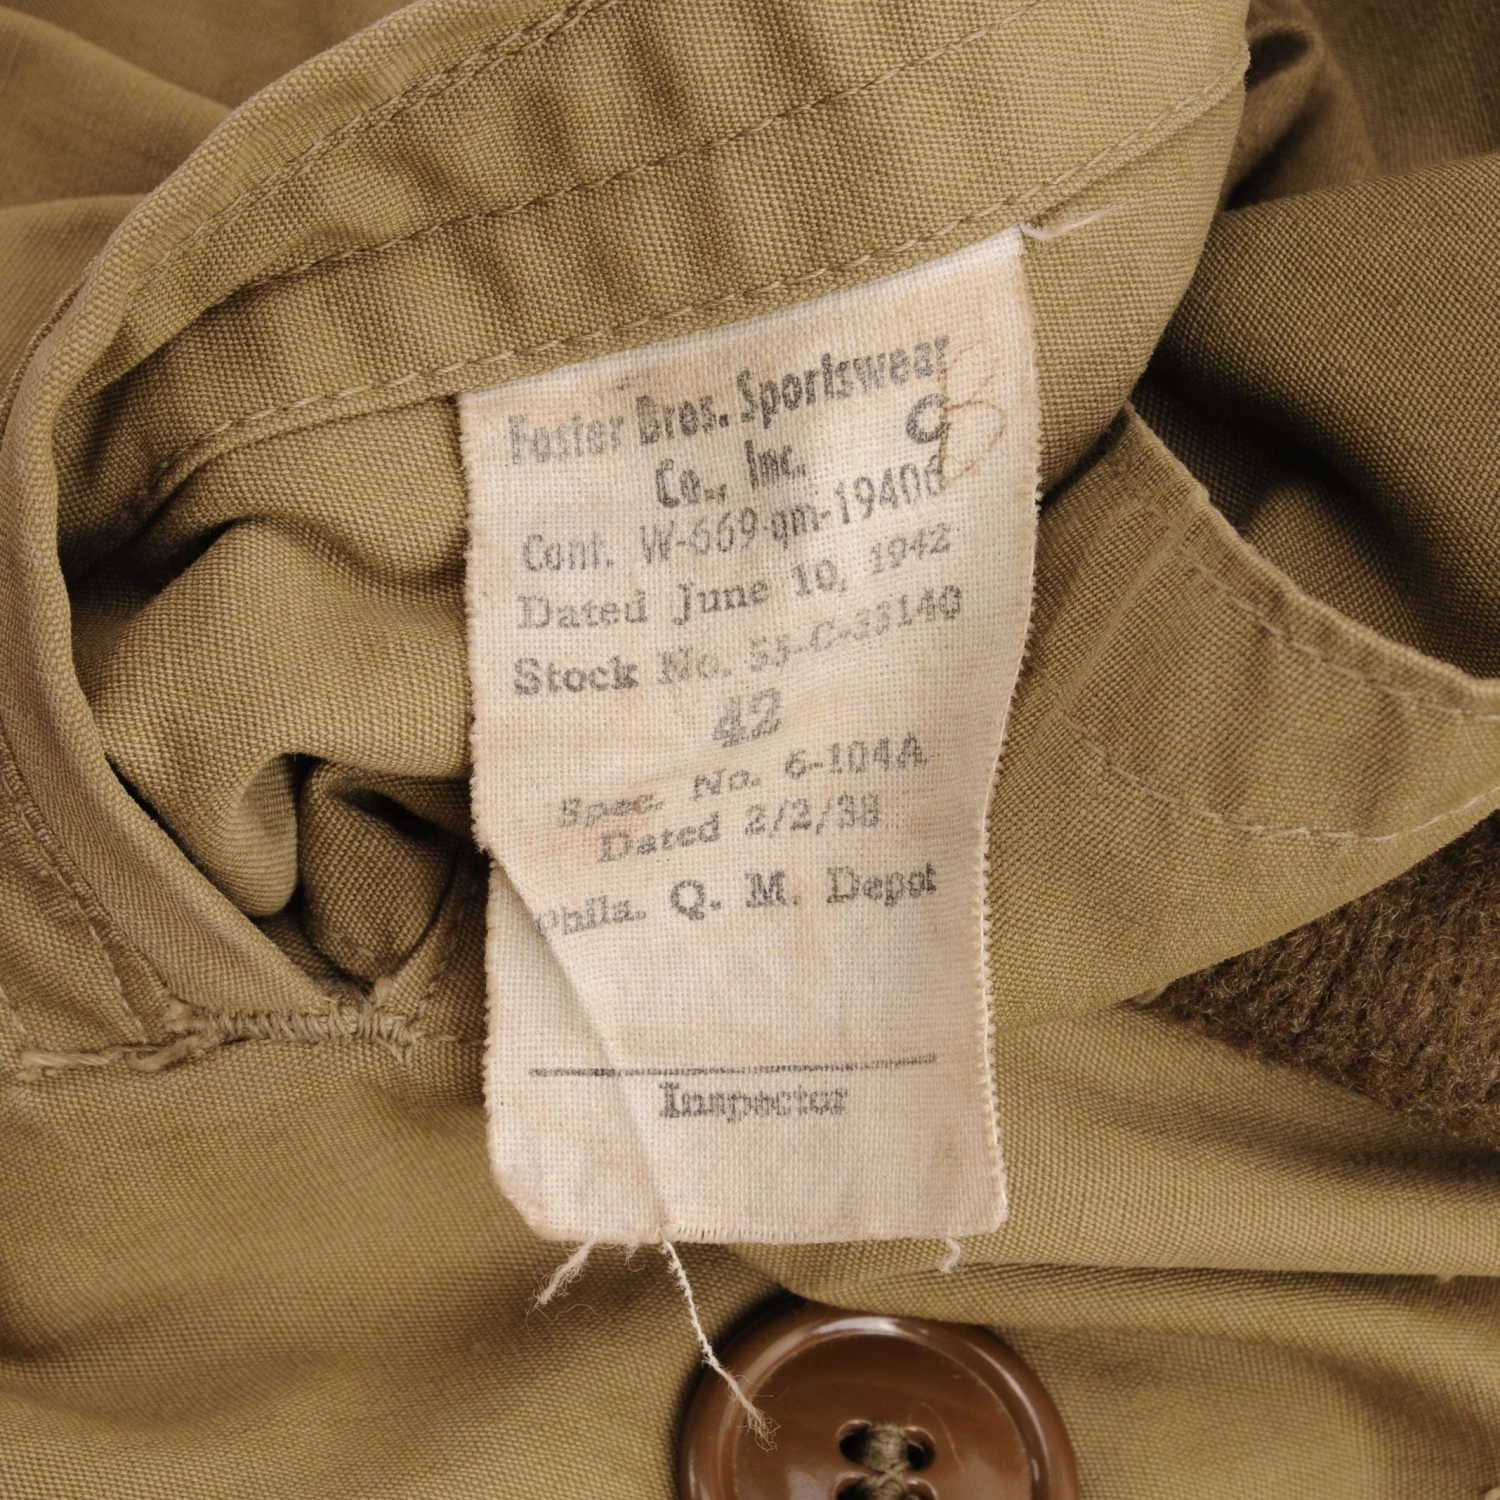 Foster Bros. Sportswear
Co., Inc. C
B
Cont. W-669-qm-19406
Dated June 10, 1942
Stock No. 55-C-33140
42
Spec. No. 6-104A
Dated 2/2/38
Phila. Q. M. Depot
Inspector